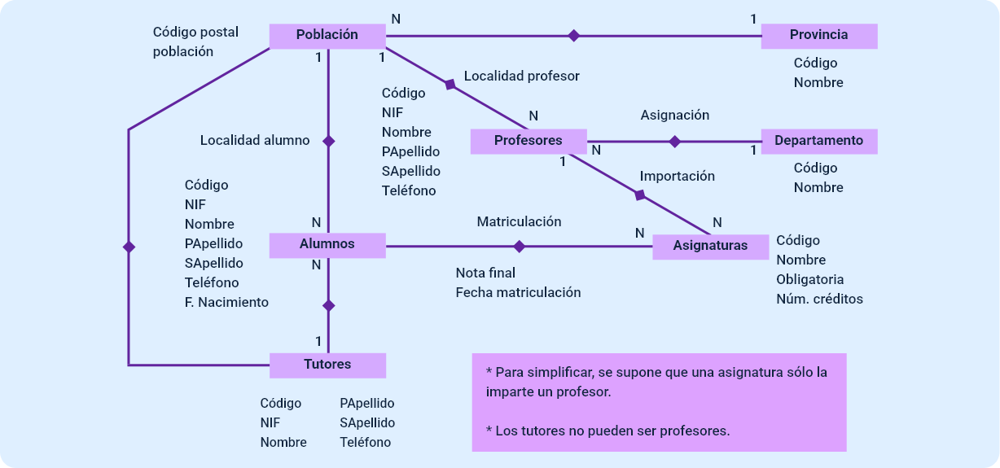 N
1
Código postal
población
Población
Provincia
1
1
Código
Nombre
Localidad profesor
Código
NIF
Nombre
PApellido
SApellido
Teléfono
N
Asignación
Localidad alumno
Profesores
N
1
Departamento
1
Código
Nombre
Importación
Código
NIF
Nombre
PApellido
SApellido
Teléfono
F. Nacimiento
N
Alumnos
N
Matriculación
N
N
Asignaturas
Código
Nombre
Obligatoria
Núm. créditos
Nota final
Fecha matriculación
1
Tutores
Código
NIF
Nombre
PApellido
SApellido
Teléfono
* Para simplificar, se supone que una asignatura sólo la
imparte un profesor.
* Los tutores no pueden ser profesores.